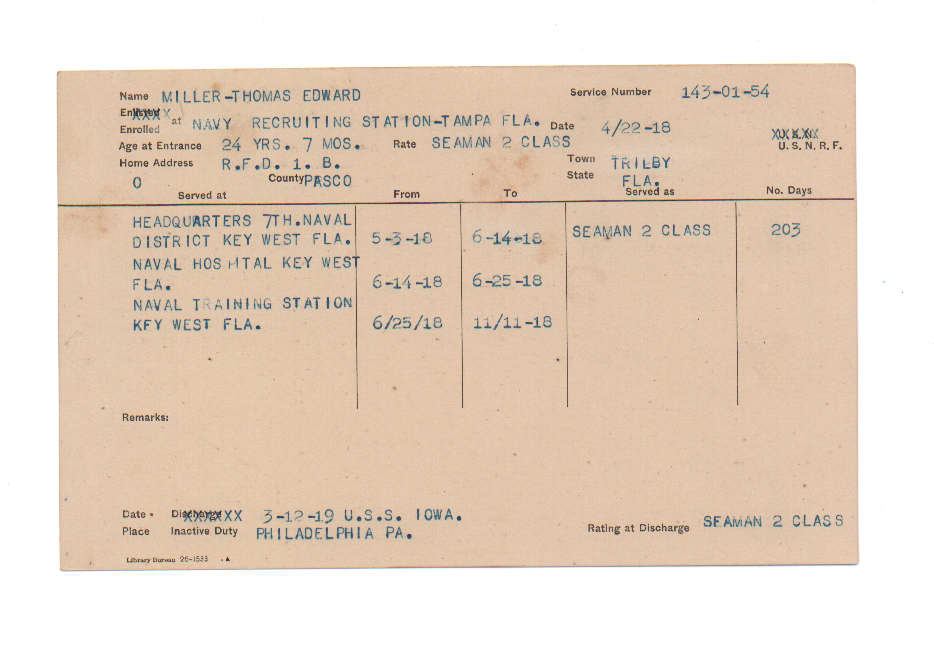 Name MILLER-THOMAS EDWARD Service Number 143-01-54
Enlisted XXXX
Enrolled at NAVY RECRUITING STATION-TAMPA FLA. Date 4/22-18 XXXXX
Age at Entrance 24 YRS. 7 MOS. Rate SEAMAN 2 CLASS U. S. N. R. F.
Home Address R.F.D. 1. B. Town TRILBY
O County PASCO State FLA.
Served at From To Served as No. Days
HEADQUARTERS 7TH.NAVAL
DISTRICT KEY WEST FLA. 5-3-18 6-14-18 SEAMAN 2 CLASS 203
NAVAL HOSPITAL KEY WEST
FLA. 6-14-18 6-25-18
NAVAL TRAINING STATION
KEY WEST FLA. 6/25/18 11/11-18
Remarks:
Date Discharge XXXXXX 3-12-19 U.S.S. IOWA.
Place Inactive Duty PHILADELPHIA PA. Rating at Discharge SEAMAN 2 CLASS
Library Bureau 26-1533 A